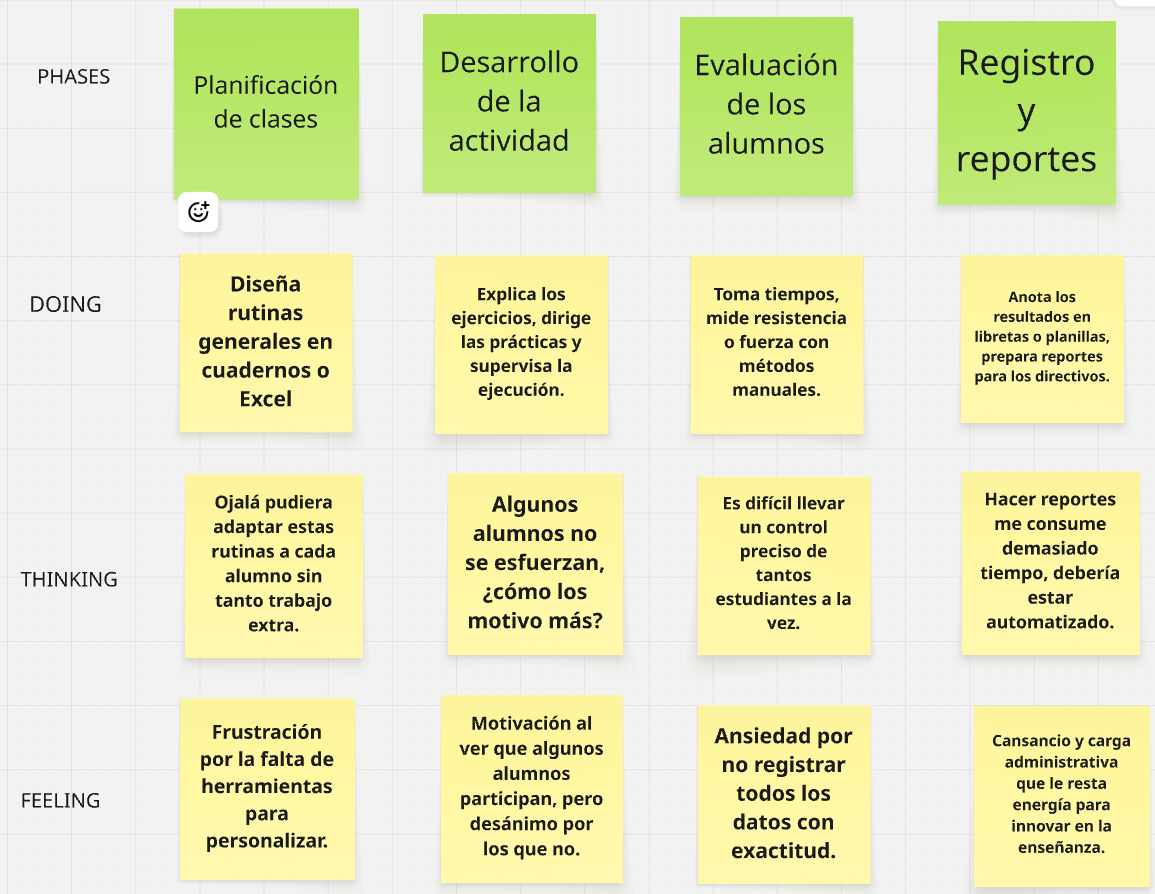 PHASES
Planificación
de clases
Desarrollo
de la
actividad
Evaluación
de los
alumnos
Registro
y
reportes
DOING
Diseña
rutinas
generales en
cuadernos o
Excel
Explica los
ejercicios, dirige
las prácticas y
supervisa la
ejecución.
Toma tiempos,
mide resistencia
o fuerza con
métodos
manuales.
Anota los
resultados en
libretas o planillas,
prepara reportes
para los directivos.
THINKING
Ojalá pudiera
adaptar estas
rutinas a cada
alumno sin
tanto trabajo
extra.
Algunos
alumnos no
se esfuerzan,
¿cómo los
motivo más?
Es difícil llevar
un control
preciso de
tantos
estudiantes a la
vez.
Hacer reportes
me consume
demasiado
tiempo, debería
estar
automatizado.
FEELING
Frustración
por la falta de
herramientas
para
personalizar.
Motivación al
ver que algunos
alumnos
participan, pero
desánimo por
los que no.
Ansiedad por
no registrar
todos los
datos con
exactitud.
Cansancio y carga
administrativa
que le resta
energía para
innovar en la
enseñanza.